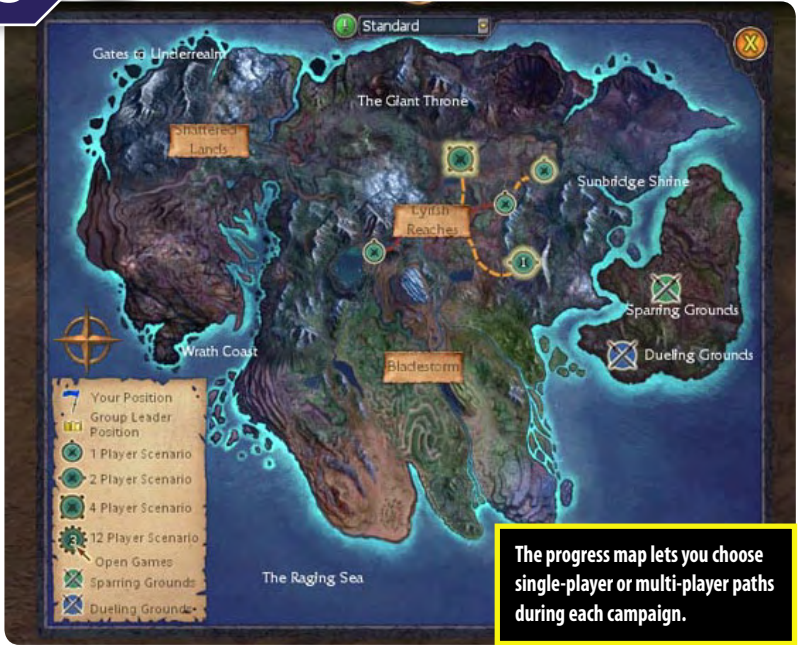 Standard
X
Gates to Underrealm
The Giant Throne
Shattered
Lands
Sunbridge Shrine
Lyrish
Reaches
1
Sparring Grounds
Wrath Coast
Bladestorm
Dueling Grounds
Your Position
Group Leader
Position
1 Player Scenario
2 Player Scenario
4 Player Scenario
3
12 Player Scenario
Open Games
Sparring Grounds
Dueling Grounds
The Raging Sea
The progress map lets you choose
single-player or multi-player paths
during each campaign.